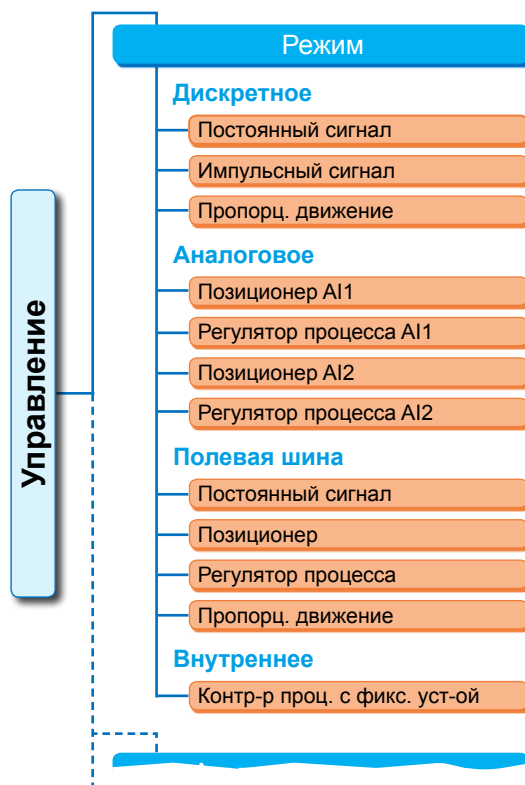 Режим
Дискретное
Постоянный сигнал
Импульсный сигнал
Пропорц. движение
Аналоговое
Позиционер AI1
Регулятор процесса AI1
Позиционер AI2
Регулятор процесса AI2
Управление
Полевая шина
Постоянный сигнал
Позиционер
Регулятор процесса
Пропорц. движение
Внутреннее
Контр-р проц. с фикс. уст-ой